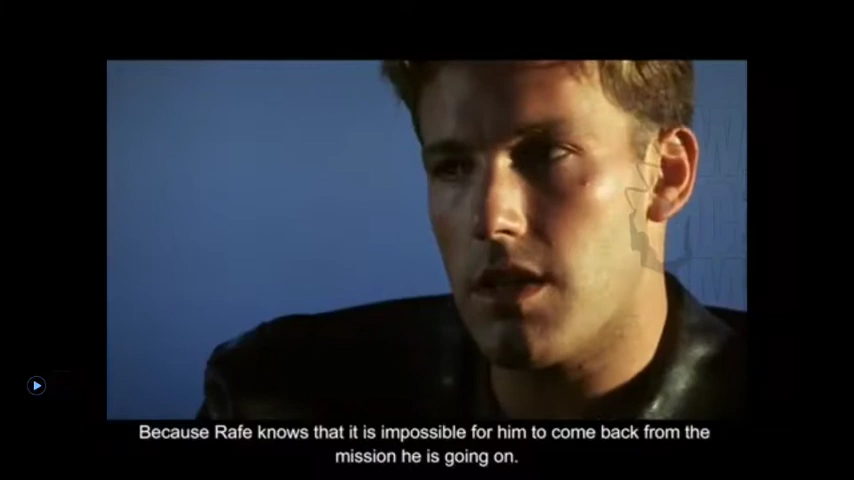 Because Rafe knows that it is impossible for him to come back from the
mission he is going on.